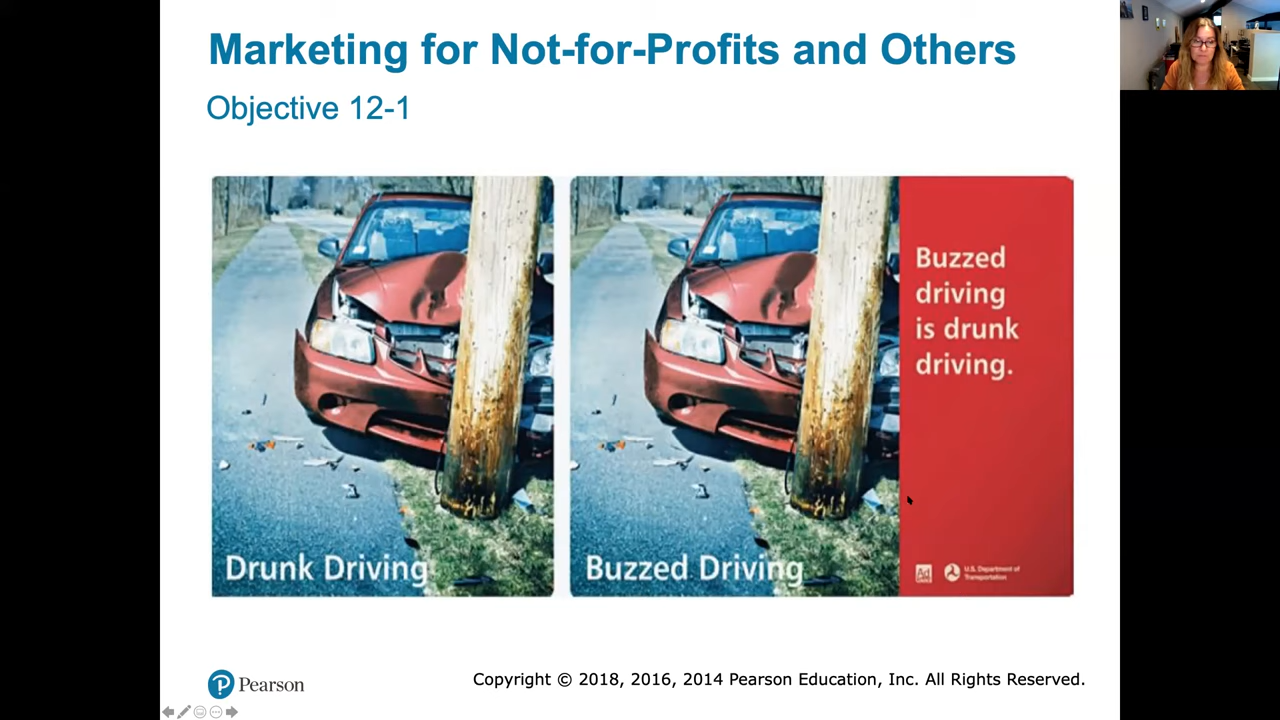 Marketing for Not-for-Profits and Others
Objective 12-1
Drunk Driving
Buzzed Driving
Buzzed
driving
is drunk
driving.
Ad
U.S. Department of
Transportation
Pearson
Copyright © 2018, 2016, 2014 Pearson Education, Inc. All Rights Reserved.